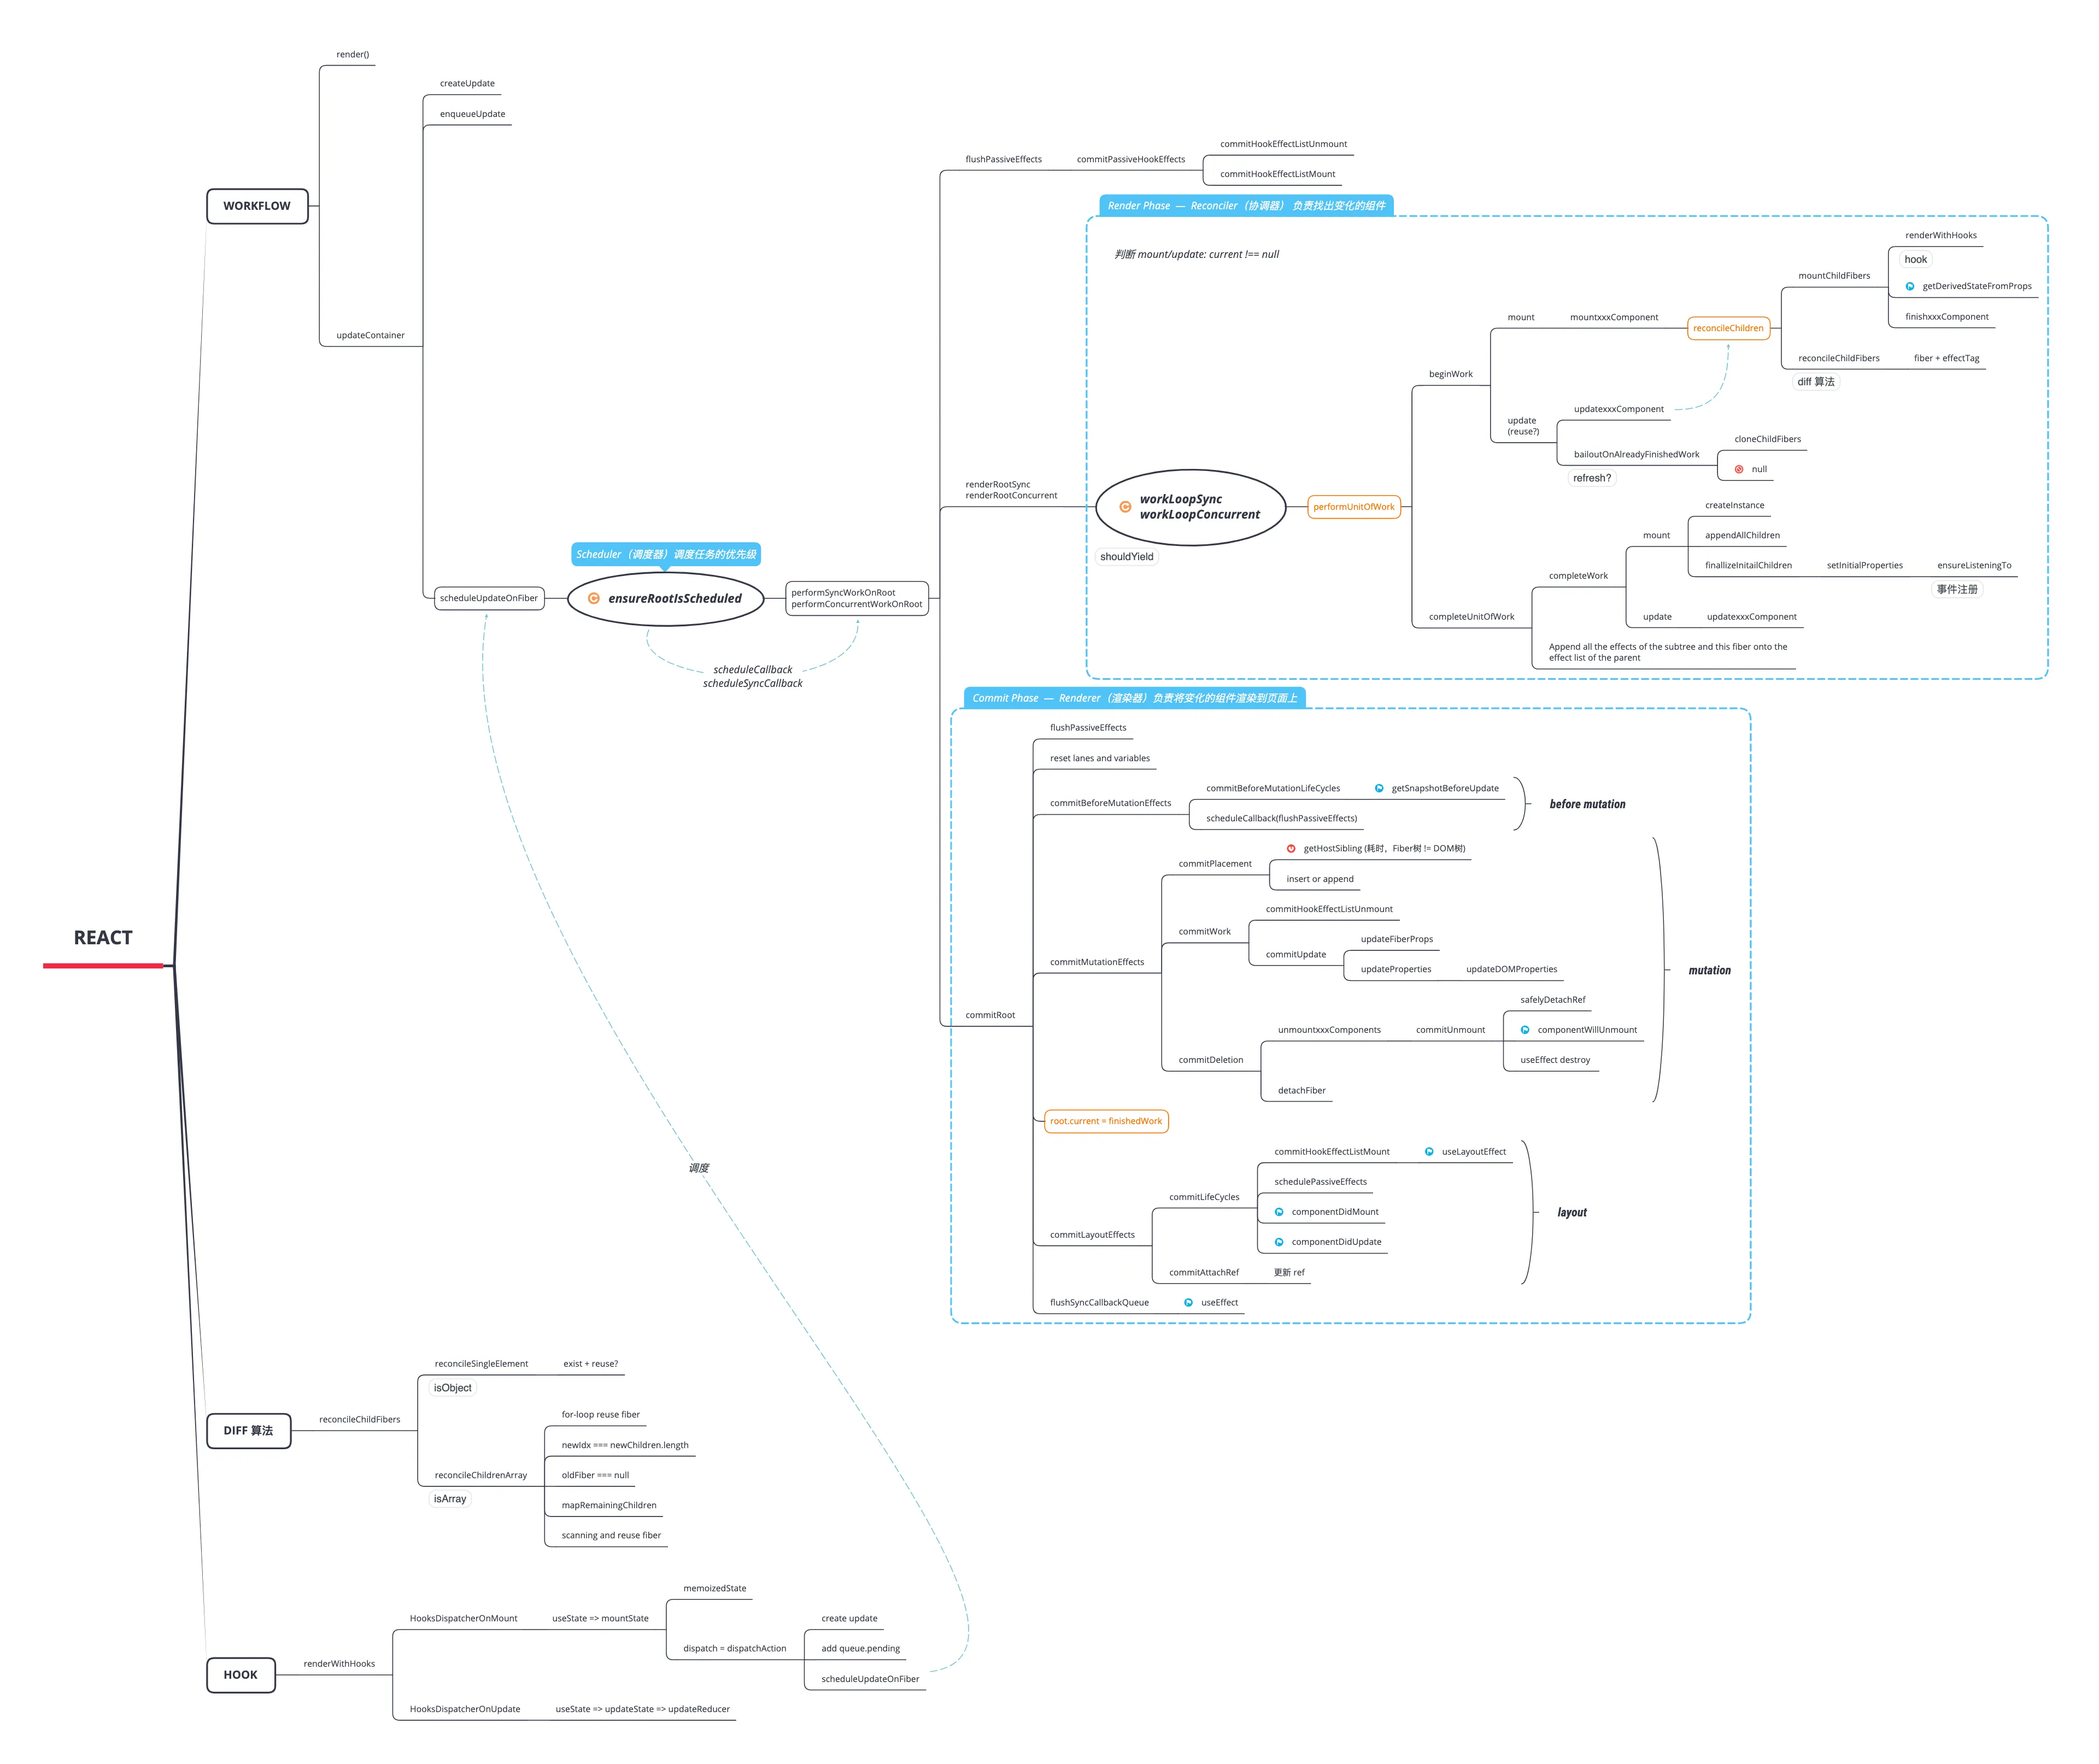 REACT
WORKFLOW
render()
updateContainer
createUpdate
enqueueUpdate
scheduleUpdateOnFiber
Scheduler（调度器）调度任务的优先级
ensureRootIsScheduled
scheduleCallback
scheduleSyncCallback
performSyncWorkOnRoot
performConcurrentWorkOnRoot
flushPassiveEffects
commitPassiveHookEffects
commitHookEffectListUnmount
commitHookEffectListMount
renderRootSync
renderRootConcurrent
Render Phase — Reconciler（协调器） 负责找出变化的组件
判断 mount/update: current !== null
workLoopSync
workLoopConcurrent
shouldYield
performUnitOfWork
beginWork
mount
mountxxxComponent
reconcileChildren
mountChildFibers
renderWithHooks
hook
getDerivedStateFromProps
finishxxxComponent
reconcileChildFibers
diff 算法
fiber + effectTag
update
(reuse?)
updatexxxComponent
bailoutOnAlreadyFinishedWork
refresh?
cloneChildFibers
null
completeUnitOfWork
completeWork
mount
createInstance
appendAllChildren
finallizeInitailChildren
setInitialProperties
ensureListeningTo
事件注册
update
updatexxxComponent
Append all the effects of the subtree and this fiber onto the
effect list of the parent
Commit Phase — Renderer（渲染器）负责将变化的组件渲染到页面上
commitRoot
flushPassiveEffects
reset lanes and variables
commitBeforeMutationEffects
commitBeforeMutationLifeCycles
getSnapshotBeforeUpdate
scheduleCallback(flushPassiveEffects)
before mutation
commitMutationEffects
commitPlacement
getHostSibling (耗时，Fiber树 != DOM树)
insert or append
commitWork
commitHookEffectListUnmount
commitUpdate
updateFiberProps
updateProperties
updateDOMProperties
commitDeletion
unmountxxxComponents
commitUnmount
safelyDetachRef
componentWillUnmount
useEffect destroy
detachFiber
mutation
root.current = finishedWork
commitLayoutEffects
commitLifeCycles
commitHookEffectListMount
useLayoutEffect
schedulePassiveEffects
componentDidMount
componentDidUpdate
commitAttachRef
更新 ref
layout
flushSyncCallbackQueue
useEffect
调度
DIFF 算法
reconcileChildFibers
reconcileSingleElement
isObject
exist + reuse?
reconcileChildrenArray
isArray
for-loop reuse fiber
newIdx === newChildren.length
oldFiber === null
mapRemainingChildren
scanning and reuse fiber
HOOK
renderWithHooks
HooksDispatcherOnMount
useState => mountState
memoizedState
dispatch = dispatchAction
create update
add queue.pending
scheduleUpdateOnFiber
HooksDispatcherOnUpdate
useState => updateState => updateReducer